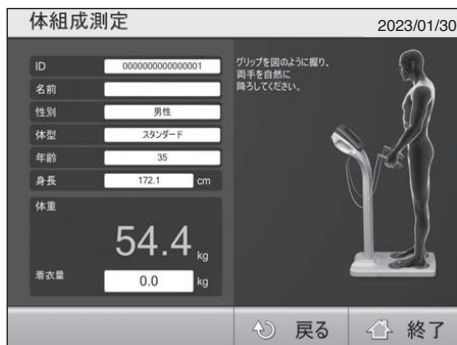 体組成測定
2023/01/30
ID 0000000000000001
名前
性別 男性
体型 スタンダード
年齢 35
身長 172.1 cm
体重
54.4 kg
着衣量 0.0 kg
グリップを図のように握り、
両手を自然に
降ろしてください。
戻る
終了